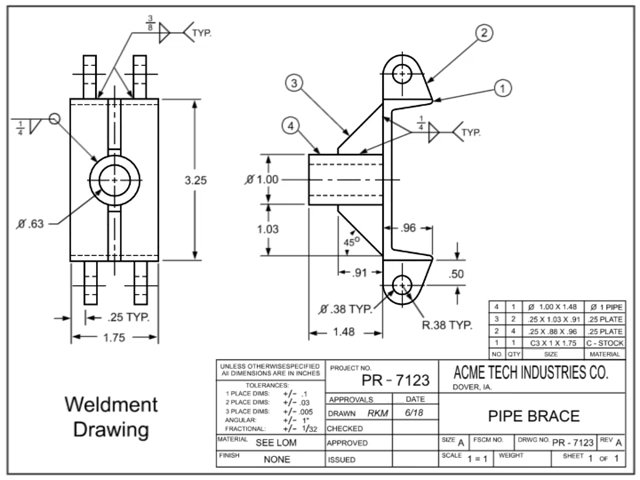 3
8
TYP.
2
3
1
4
1
4
TYP.
1
4
3.25
Ø 1.00
Ø .63
1.03
.96
45°
.91
.50
.25 TYP.
Ø .38 TYP.
R.38 TYP.
1.75
1.48
Weldment
Drawing
4 1 Ø 1.00 X 1.48 Ø 1 PIPE
3 2 .25 X 1.03 X .91 .25 PLATE
2 4 .25 X .88 X .96 .25 PLATE
1 1 C3 X 1 X 1.75 C - STOCK
NO. QTY SIZE MATERIAL
UNLESS OTHERWISESPECIFIED
All DIMENSIONS ARE IN INCHES
TOLERANCES:
1 PLACE DIMS: +/- .1
2 PLACE DIMS: +/- .03
3 PLACE DIMS: +/- .005
ANGULAR: +/- 1°
FRACTIONAL: +/- 1/32
MATERIAL SEE LOM
FINISH NONE
PROJECT NO.
PR - 7123
APPROVALS DATE
DRAWN RKM 6/18
CHECKED
APPROVED
ISSUED
ACME TECH INDUSTRIES CO.
DOVER, IA.
PIPE BRACE
SIZE A FSCM NO. DRWG NO. PR - 7123 REV A
SCALE 1 = 1 WEIGHT SHEET 1 OF 1